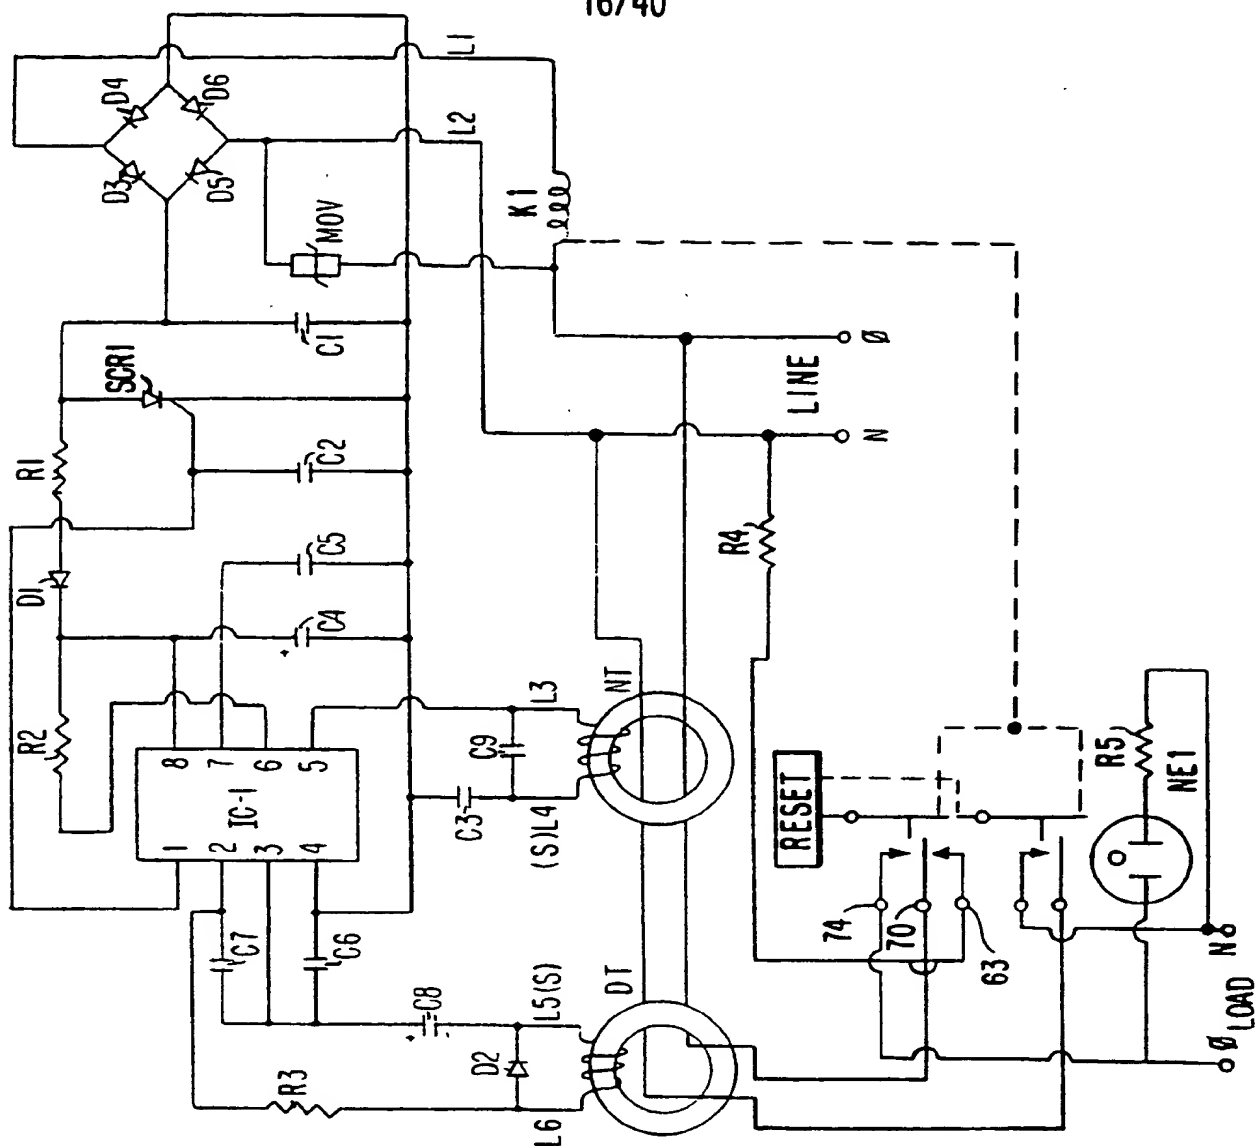 16/40
L1
D4
D6
L2
D3
D5
K1
MOV
C1
SCR1
Ø
LINE
N
R1
C2
R4
D1
C5
C4
R2
L3
NT
8
7
6
5
IC-1
1
2
3
4
C9
C3
(S)L4
RESET
R5
NE1
74
70
63
C7
C6
C8
L5(S)
DT
D2
R3
L6
N
Ø
LOAD
+
+